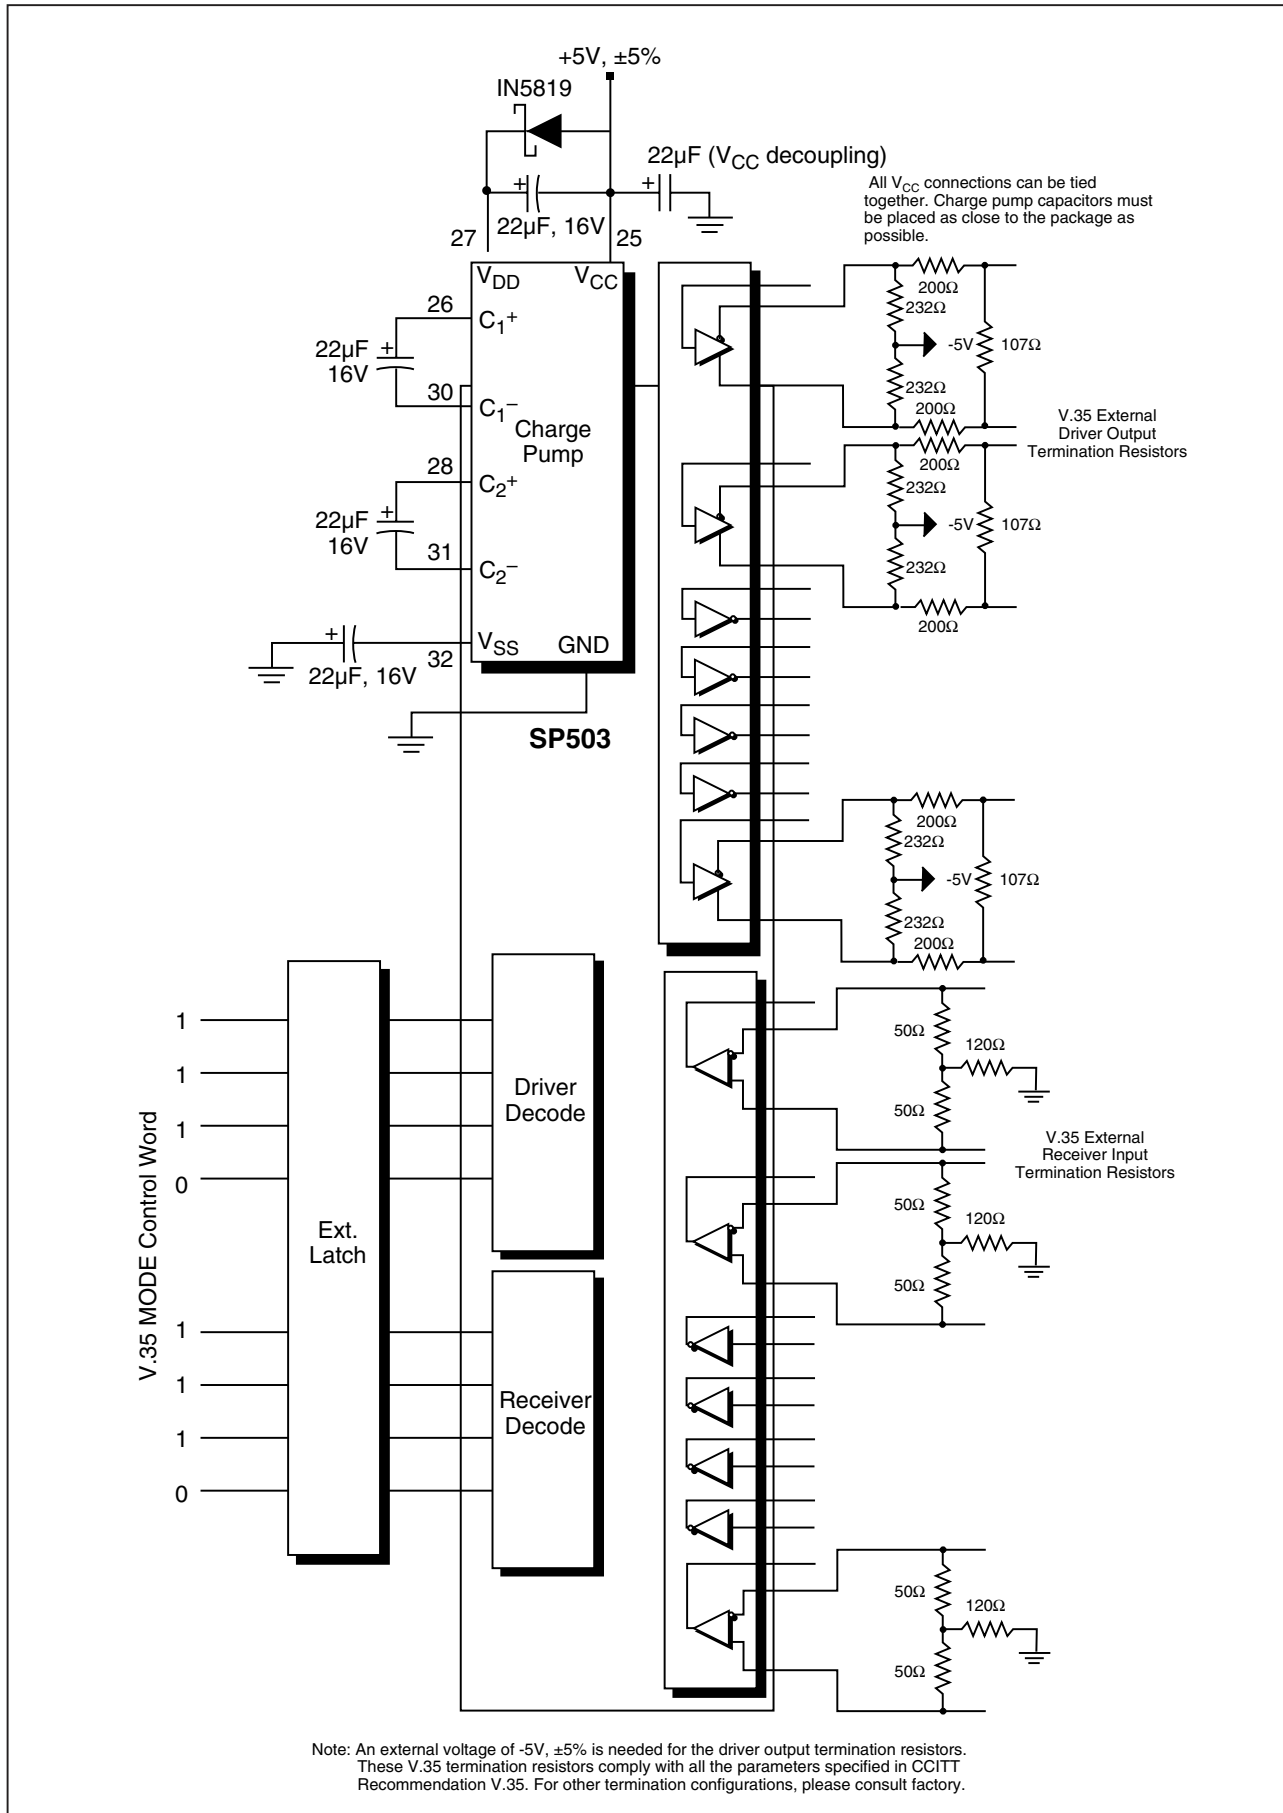 +5V, ±5%
IN5819
22µF (VCC decoupling)
All VCC connections can be tied
together. Charge pump capacitors must
be placed as close to the package as
possible.
22µF, 16V
27
25
VDD
VCC
26
C1+
22µF
16V
30
C1–
Charge
Pump
28
C2+
22µF
16V
31
C2–
VSS
GND
32
22µF, 16V
SP503
200Ω
232Ω
-5V
107Ω
232Ω
200Ω
V.35 External
Driver Output
Termination Resistors
200Ω
232Ω
-5V
107Ω
232Ω
200Ω
200Ω
232Ω
-5V
107Ω
232Ω
200Ω
V.35 MODE Control Word
1
1
1
0
1
1
1
0
Ext.
Latch
Driver
Decode
Receiver
Decode
50Ω
120Ω
50Ω
V.35 External
Receiver Input
Termination Resistors
50Ω
120Ω
50Ω
50Ω
120Ω
50Ω
Note: An external voltage of -5V, ±5% is needed for the driver output termination resistors.
These V.35 termination resistors comply with all the parameters specified in CCITT
Recommendation V.35. For other termination configurations, please consult factory.
+
+
+
+
+